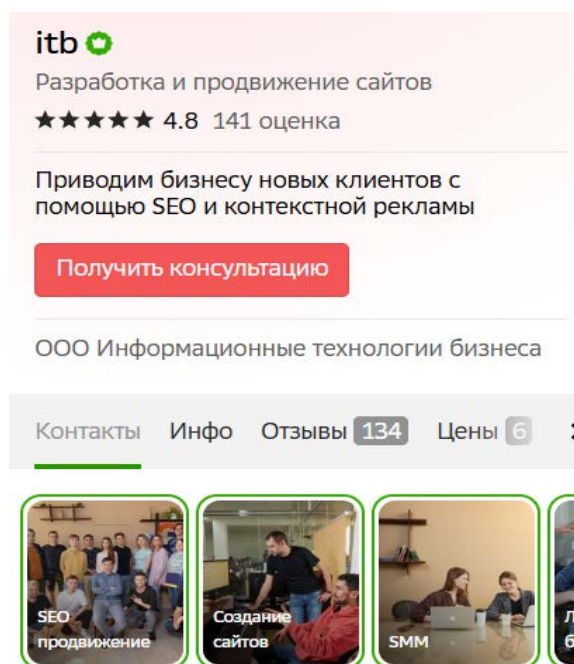 itb
Разработка и продвижение сайтов
4.8 141 оценка
Приводим бизнесу новых клиентов с
помощью SEO и контекстной рекламы
Получить консультацию
ООО Информационные технологии бизнеса
Контакты Инфо Отзывы 134 Цены 6
SEO
продвижение
Создание
сайтов
SMM